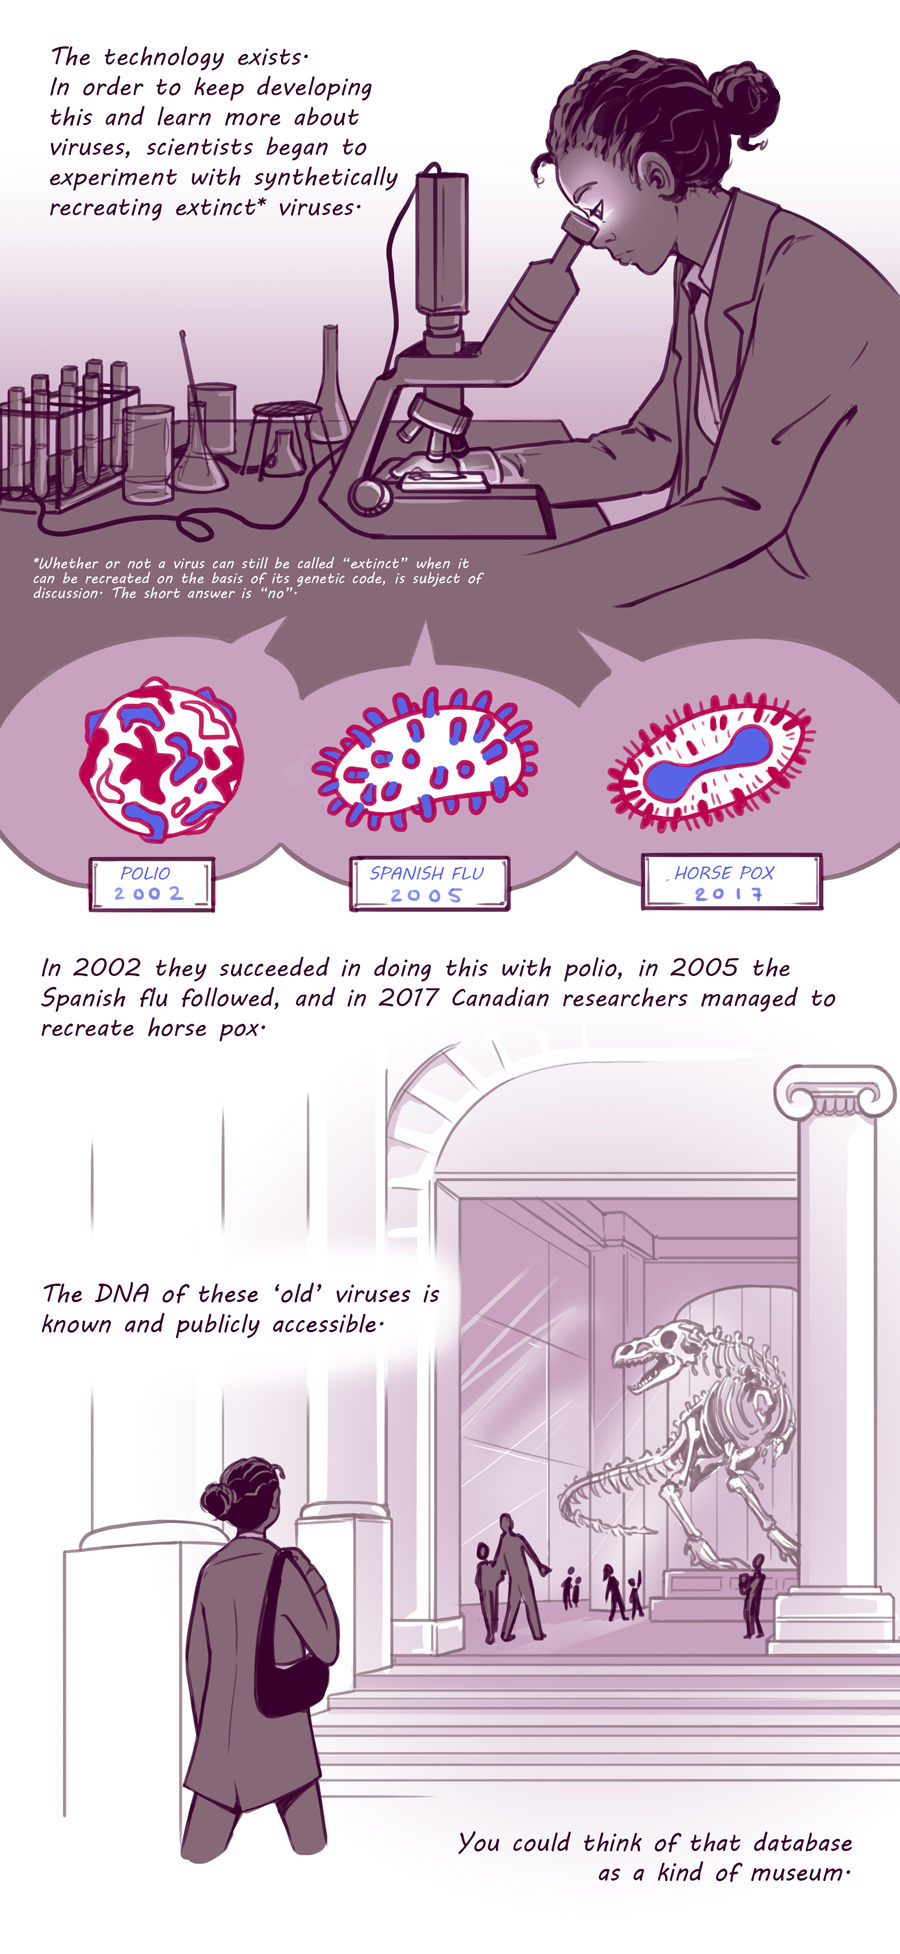 The technology exists.
In order to keep developing
this and learn more about
viruses, scientists began to
experiment with synthetically
recreating extinct* viruses.
*Whether or not a virus can still be called “extinct” when it
can be recreated on the basis of its genetic code, is subject of
discussion. The short answer is “no”.
POLIO
2002
SPANISH FLU
2005
HORSE POX
2017
In 2002 they succeeded in doing this with polio, in 2005 the
Spanish flu followed, and in 2017 Canadian researchers managed to
recreate horse pox.
The DNA of these ‘old’ viruses is
known and publicly accessible.
You could think of that database
as a kind of museum.